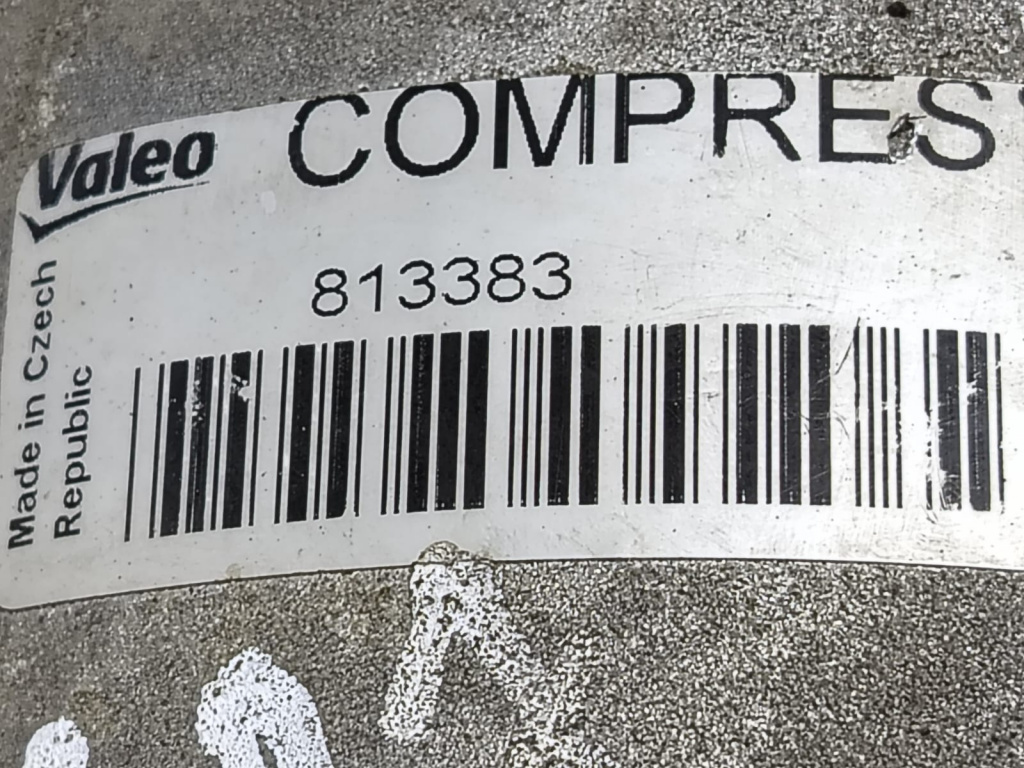 Valeo
COMPRES
813383
Made in Czech
Republic